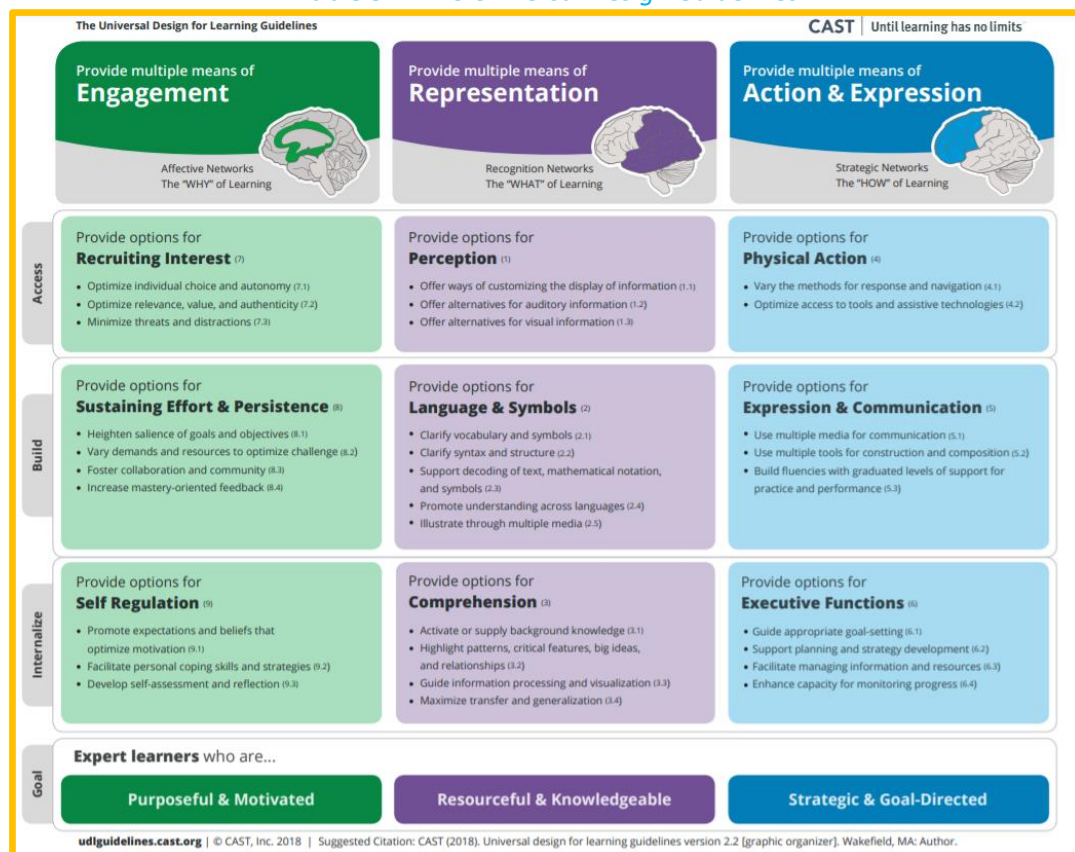 The Universal Design for Learning Guidelines
CAST | Until learning has no limits
Provide multiple means of
Engagement
Affective Networks
The "WHY" of Learning
Provide multiple means of
Representation
Recognition Networks
The "WHAT" of Learning
Provide multiple means of
Action & Expression
Strategic Networks
The "HOW" of Learning
Access
Provide options for
Recruiting Interest (7)
• Optimize individual choice and autonomy (7.1)
• Optimize relevance, value, and authenticity (7.2)
• Minimize threats and distractions (7.3)
Provide options for
Perception (1)
• Offer ways of customizing the display of information (1.1)
• Offer alternatives for auditory information (1.2)
• Offer alternatives for visual information (1.3)
Provide options for
Physical Action (4)
• Vary the methods for response and navigation (4.1)
• Optimize access to tools and assistive technologies (4.2)
Build
Provide options for
Sustaining Effort & Persistence (8)
• Heighten salience of goals and objectives (8.1)
• Vary demands and resources to optimize challenge (8.2)
• Foster collaboration and community (8.3)
• Increase mastery-oriented feedback (8.4)
Provide options for
Language & Symbols (2)
• Clarify vocabulary and symbols (2.1)
• Clarify syntax and structure (2.2)
• Support decoding of text, mathematical notation,
and symbols (2.3)
• Promote understanding across languages (2.4)
• Illustrate through multiple media (2.5)
Provide options for
Expression & Communication (5)
• Use multiple media for communication (5.1)
• Use multiple tools for construction and composition (5.2)
• Build fluencies with graduated levels of support for
practice and performance (5.3)
Internalize
Provide options for
Self Regulation (9)
• Promote expectations and beliefs that
optimize motivation (9.1)
• Facilitate personal coping skills and strategies (9.2)
• Develop self-assessment and reflection (9.3)
Provide options for
Comprehension (3)
• Activate or supply background knowledge (3.1)
• Highlight patterns, critical features, big ideas,
and relationships (3.2)
• Guide information processing and visualization (3.3)
• Maximize transfer and generalization (3.4)
Provide options for
Executive Functions (6)
• Guide appropriate goal-setting (6.1)
• Support planning and strategy development (6.2)
• Facilitate managing information and resources (6.3)
• Enhance capacity for monitoring progress (6.4)
Goal
Expert learners who are...
Purposeful & Motivated
Resourceful & Knowledgeable
Strategic & Goal-Directed
udlguidelines.cast.org | © CAST, Inc. 2018 | Suggested Citation: CAST (2018). Universal design for learning guidelines version 2.2 [graphic organizer]. Wakefield, MA: Author.